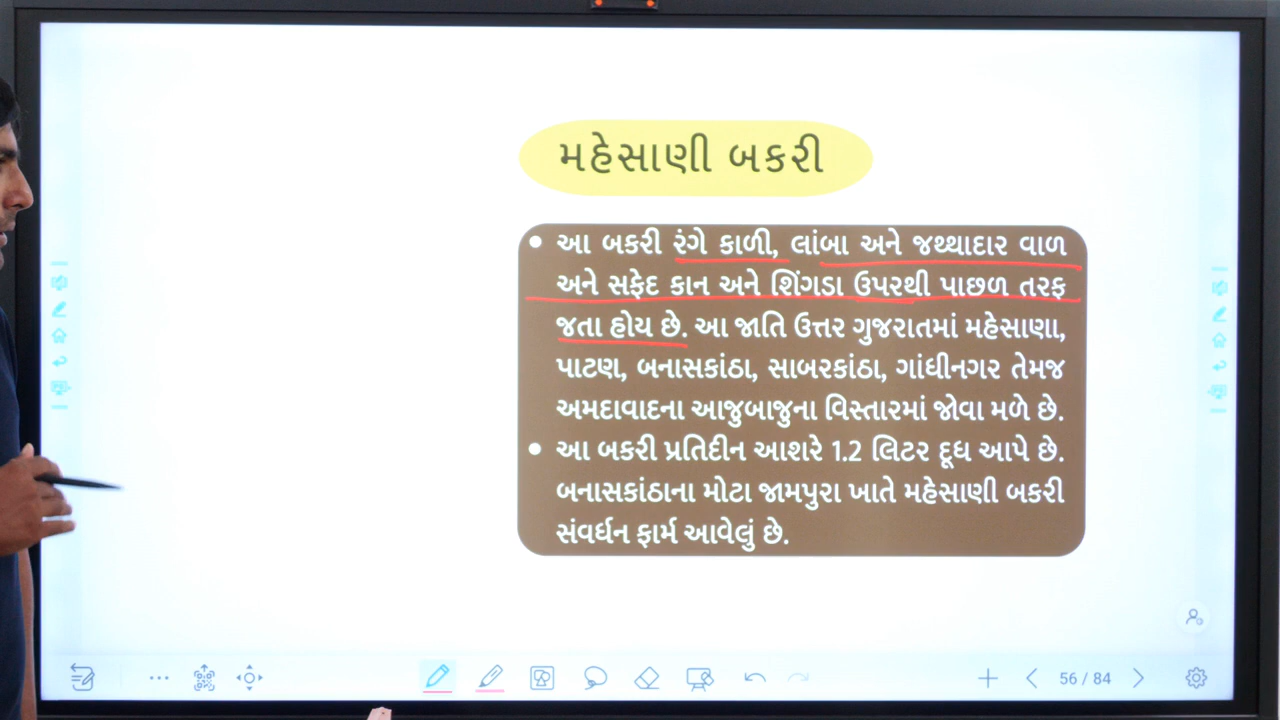 મહેસાણી બકરી
• આ બકરી રંગે કાળી, લાંબા અને જથ્થાદાર વાળ
અને સફેદ કાન અને શિંગડા ઉપરથી પાછળ તરફ
જતા હોય છે. આ જાતિ ઉત્તર ગુજરાતમાં મહેસાણા,
પાટણ, બનાસકાંઠા, સાબરકાંઠા, ગાંધીનગર તેમજ
અમદાવાદના આજુબાજુના વિસ્તારમાં જોવા મળે છે.
• આ બકરી પ્રતિદીન આશરે 1.2 લિટર દૂધ આપે છે.
બનાસકાંઠાના મોટા જામપુરા ખાતે મહેસાણી બકરી
સંવર્ધન ફાર્મ આવેલું છે.
56 / 84